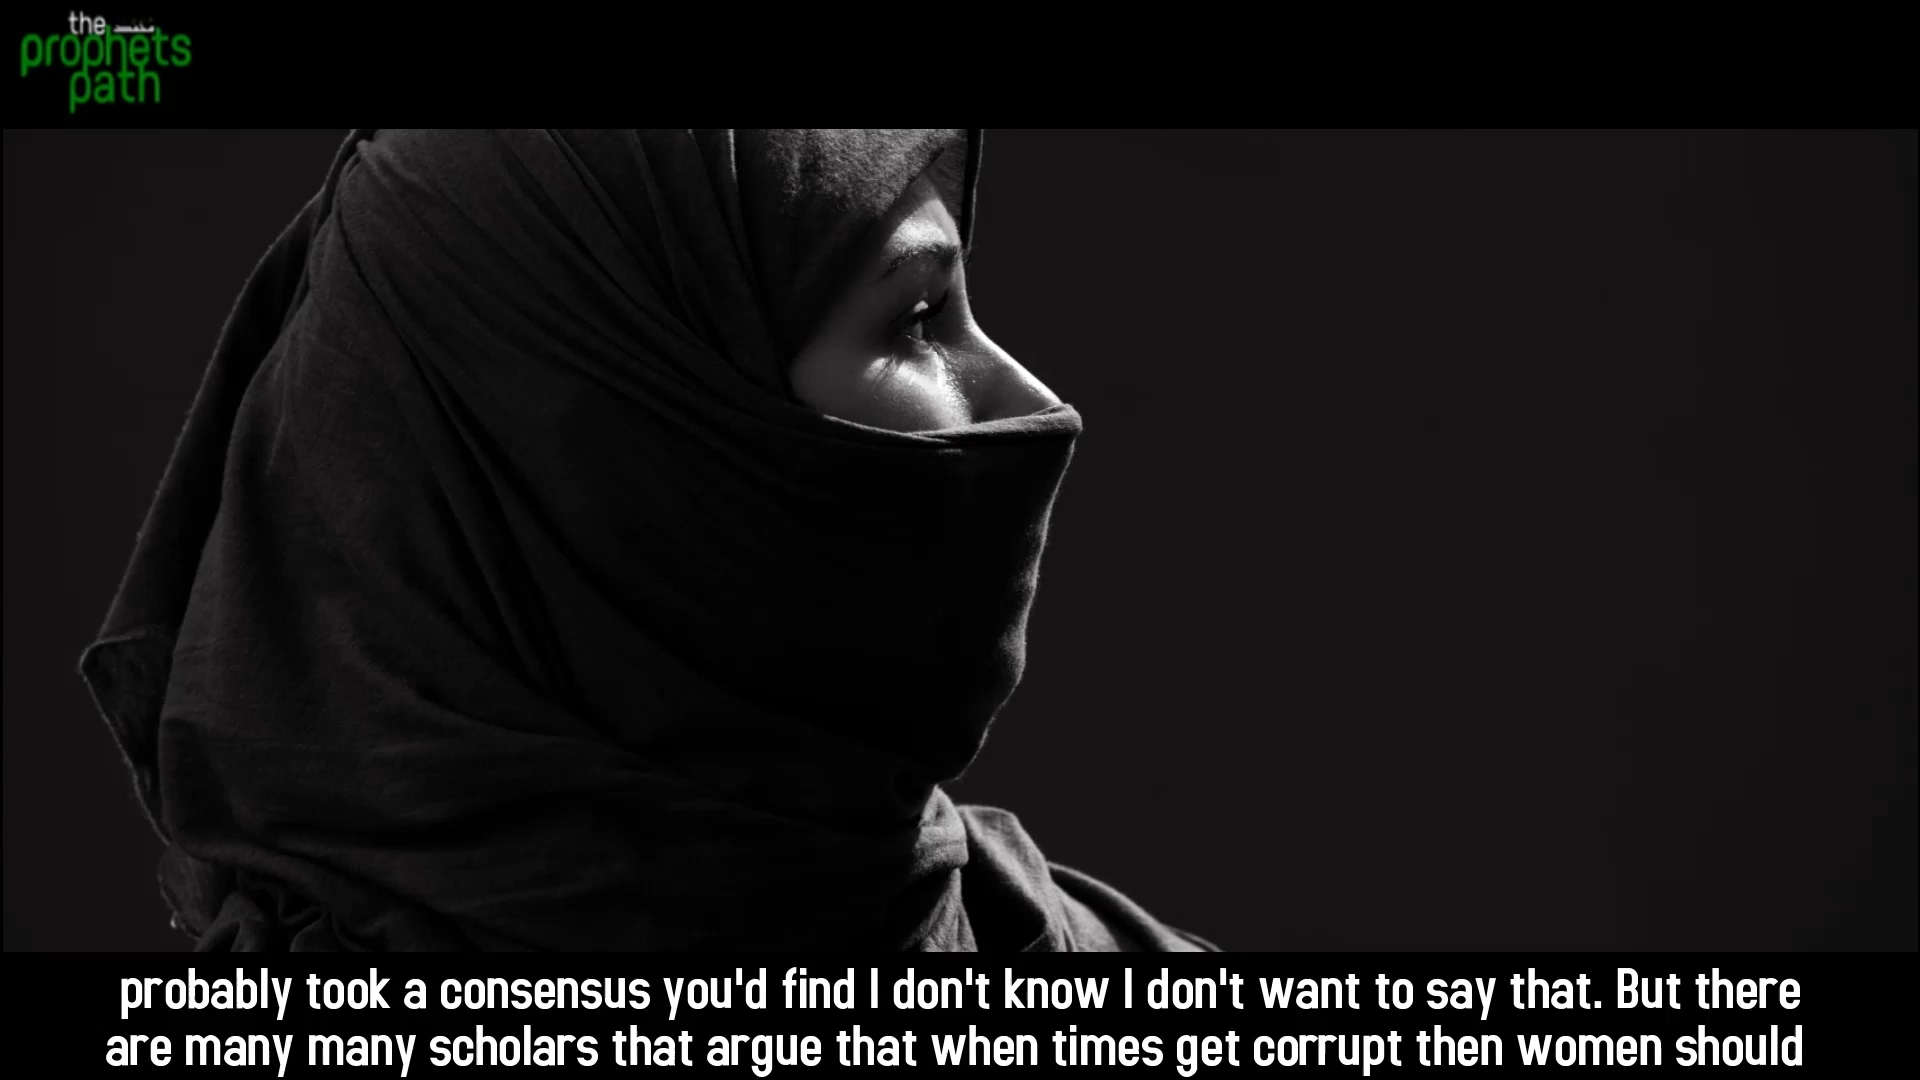 the
prophets
path
probably took a consensus you'd find I don't know I don't want to say that. But there
are many many scholars that argue that when times get corrupt then women should